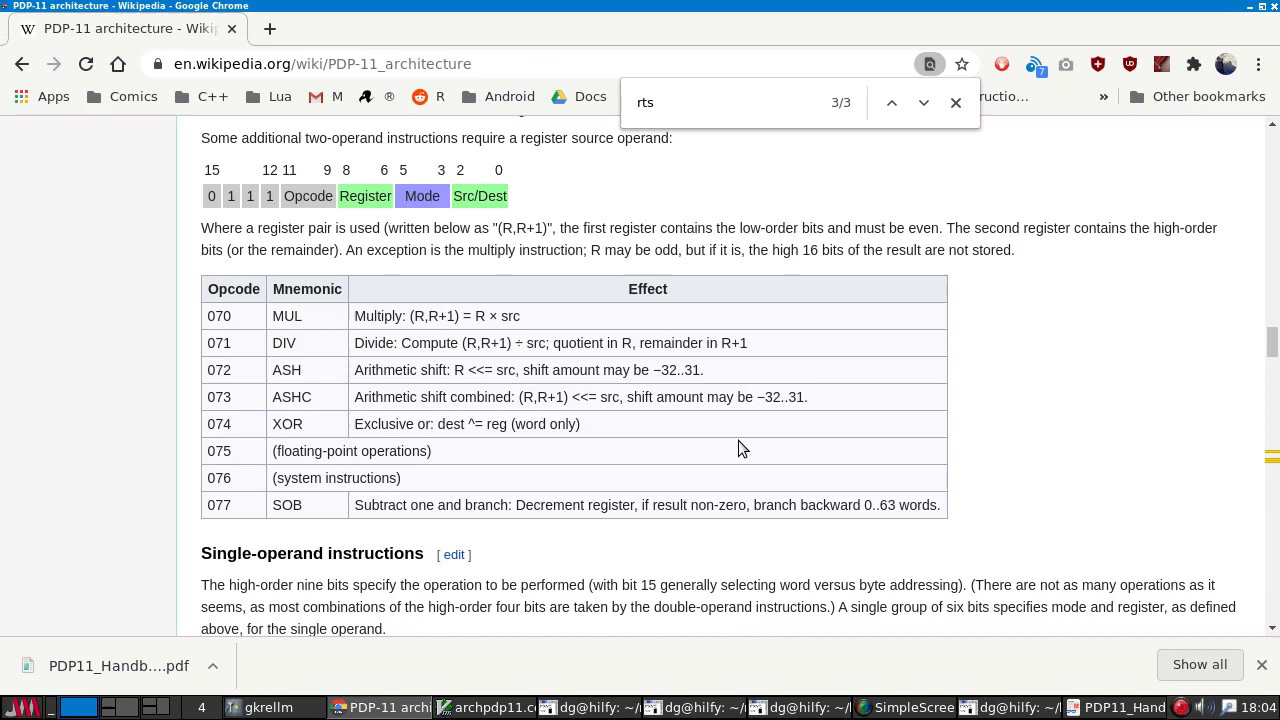 PDP-11 architecture - Wikipedia - Google Chrome
PDP-11 architecture - Wikip
en.wikipedia.org/wiki/PDP-11_architecture
7
Apps Comics C++ Lua M ® R Android Docs ructio... » Other bookmarks
rts 3/3
Some additional two-operand instructions require a register source operand:
15 12 11 9 8 6 5 3 2 0
0 1 1 1 Opcode Register Mode Src/Dest
Where a register pair is used (written below as "(R,R+1)", the first register contains the low-order bits and must be even. The second register contains the high-order
bits (or the remainder). An exception is the multiply instruction; R may be odd, but if it is, the high 16 bits of the result are not stored.
Opcode Mnemonic Effect
070 MUL Multiply: (R,R+1) = R × src
071 DIV Divide: Compute (R,R+1) ÷ src; quotient in R, remainder in R+1
072 ASH Arithmetic shift: R <<= src, shift amount may be −32..31.
073 ASHC Arithmetic shift combined: (R,R+1) <<= src, shift amount may be −32..31.
074 XOR Exclusive or: dest ^= reg (word only)
075 (floating-point operations)
076 (system instructions)
077 SOB Subtract one and branch: Decrement register, if result non-zero, branch backward 0..63 words.
Single-operand instructions [ edit ]
The high-order nine bits specify the operation to be performed (with bit 15 generally selecting word versus byte addressing). (There are not as many operations as it
seems, as most combinations of the high-order four bits are taken by the double-operand instructions.) A single group of six bits specifies mode and register, as defined
above, for the single operand.
PDP11_Handb....pdf Show all
4 gkrellm PDP-11 archi archpdp11.c dg@hilfy: ~/ dg@hilfy: ~/ dg@hilfy: ~/ SimpleScree dg@hilfy: ~/ PDP11_Hand 18:04